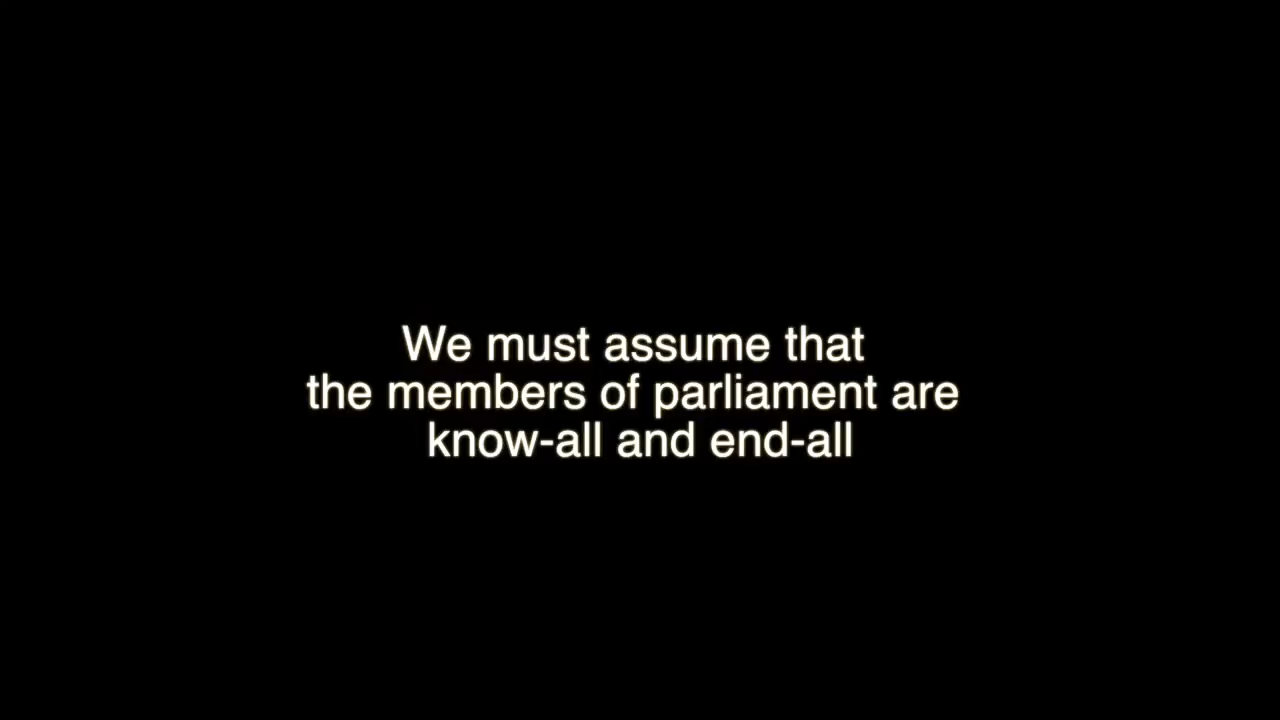 We must assume that
the members of parliament are
know-all and end-all